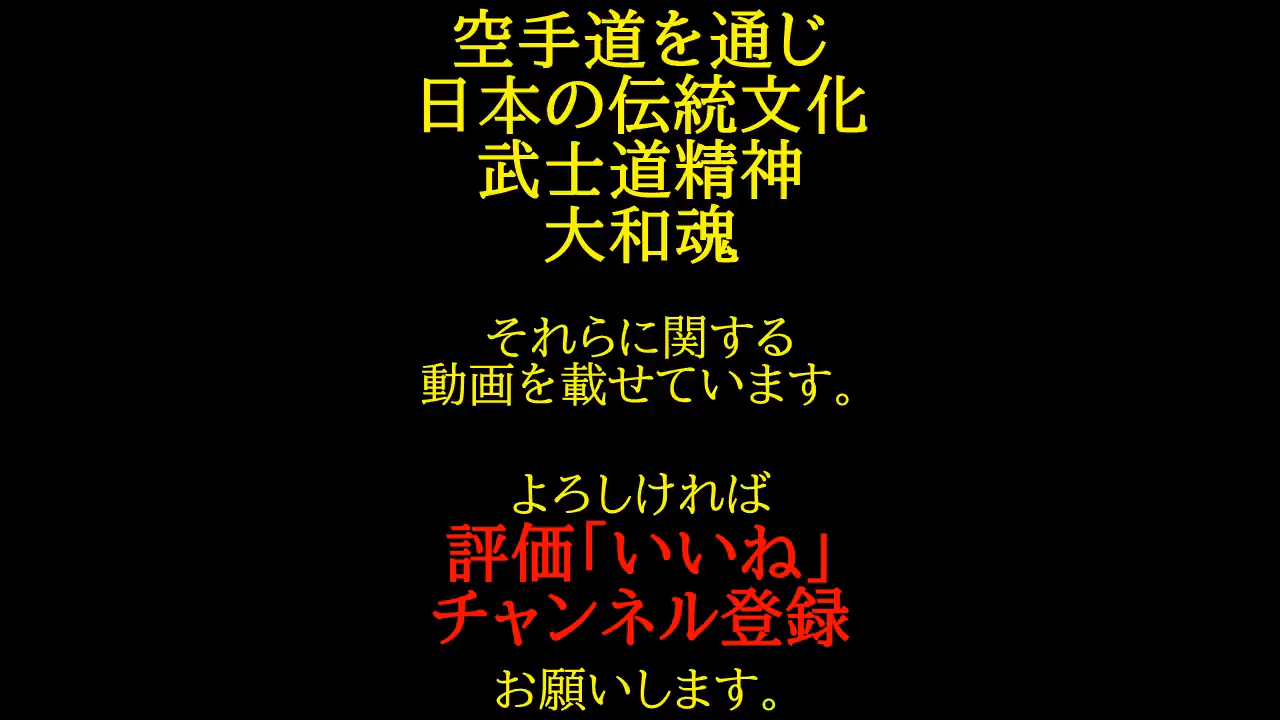 空手道を通じ
日本の伝統文化
武士道精神
大和魂
それらに関する
動画を載せています。
よろしければ
評価「いいね」
チャンネル登録
お願いします。